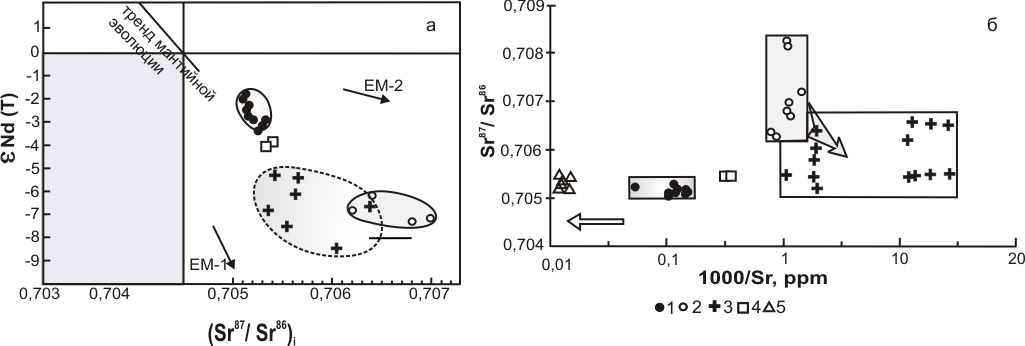 а
тренд мантийной
эволюции
1
0
-1
-2
-3
-4
-5
-6
-7
-8
-9
ε Nd (T)
EM-2
EM-1
0,703 0,704 0,705 0,706 0,707
(Sr87/ Sr86)i
б
0,709
0,708
0,707
0,706
0,705
0,704
Sr87/ Sr86
0,01 0,1 1 10 20
1000/Sr, ppm
1 2 3 4 5